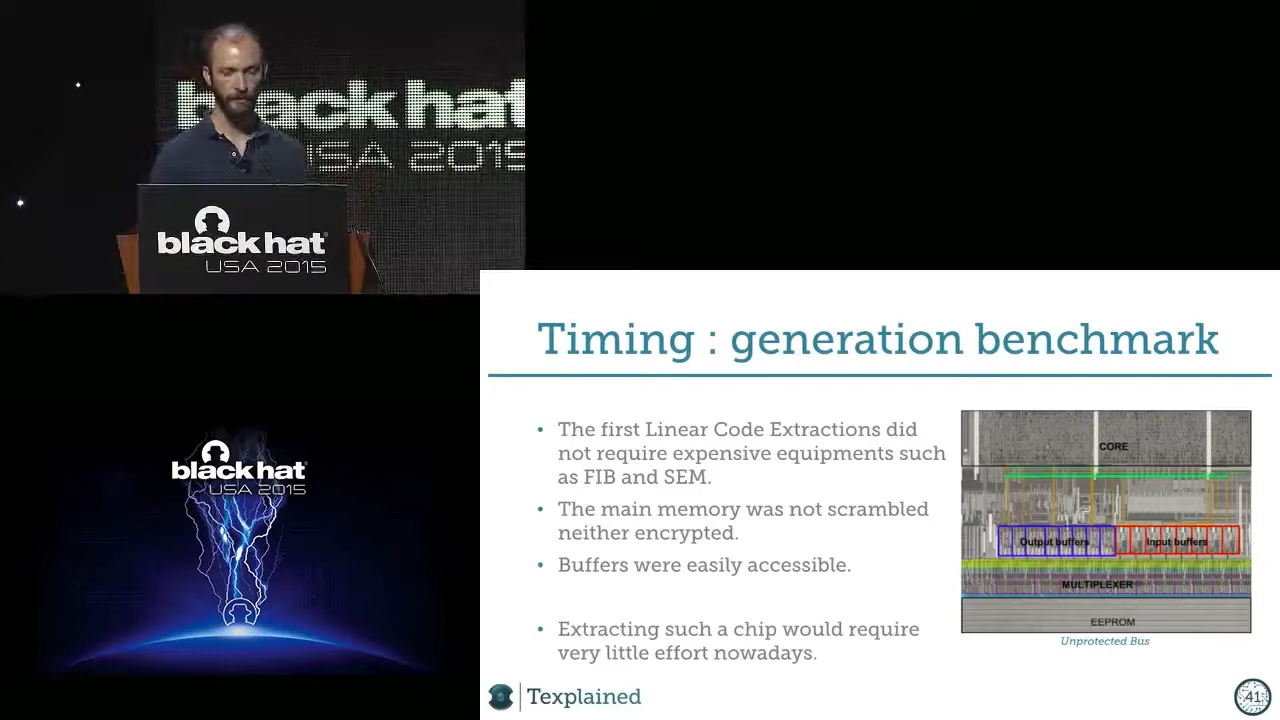 black hat
USA 2015
black hat
USA 2015
black hat
USA 2015
Timing : generation benchmark
• The first Linear Code Extractions did
not require expensive equipments such
as FIB and SEM.
• The main memory was not scrambled
neither encrypted.
• Buffers were easily accessible.
• Extracting such a chip would require
very little effort nowadays.
CORE
Output buffers
Input buffers
MULTIPLEXER
EEPROM
Unprotected Bus
Texplained
41